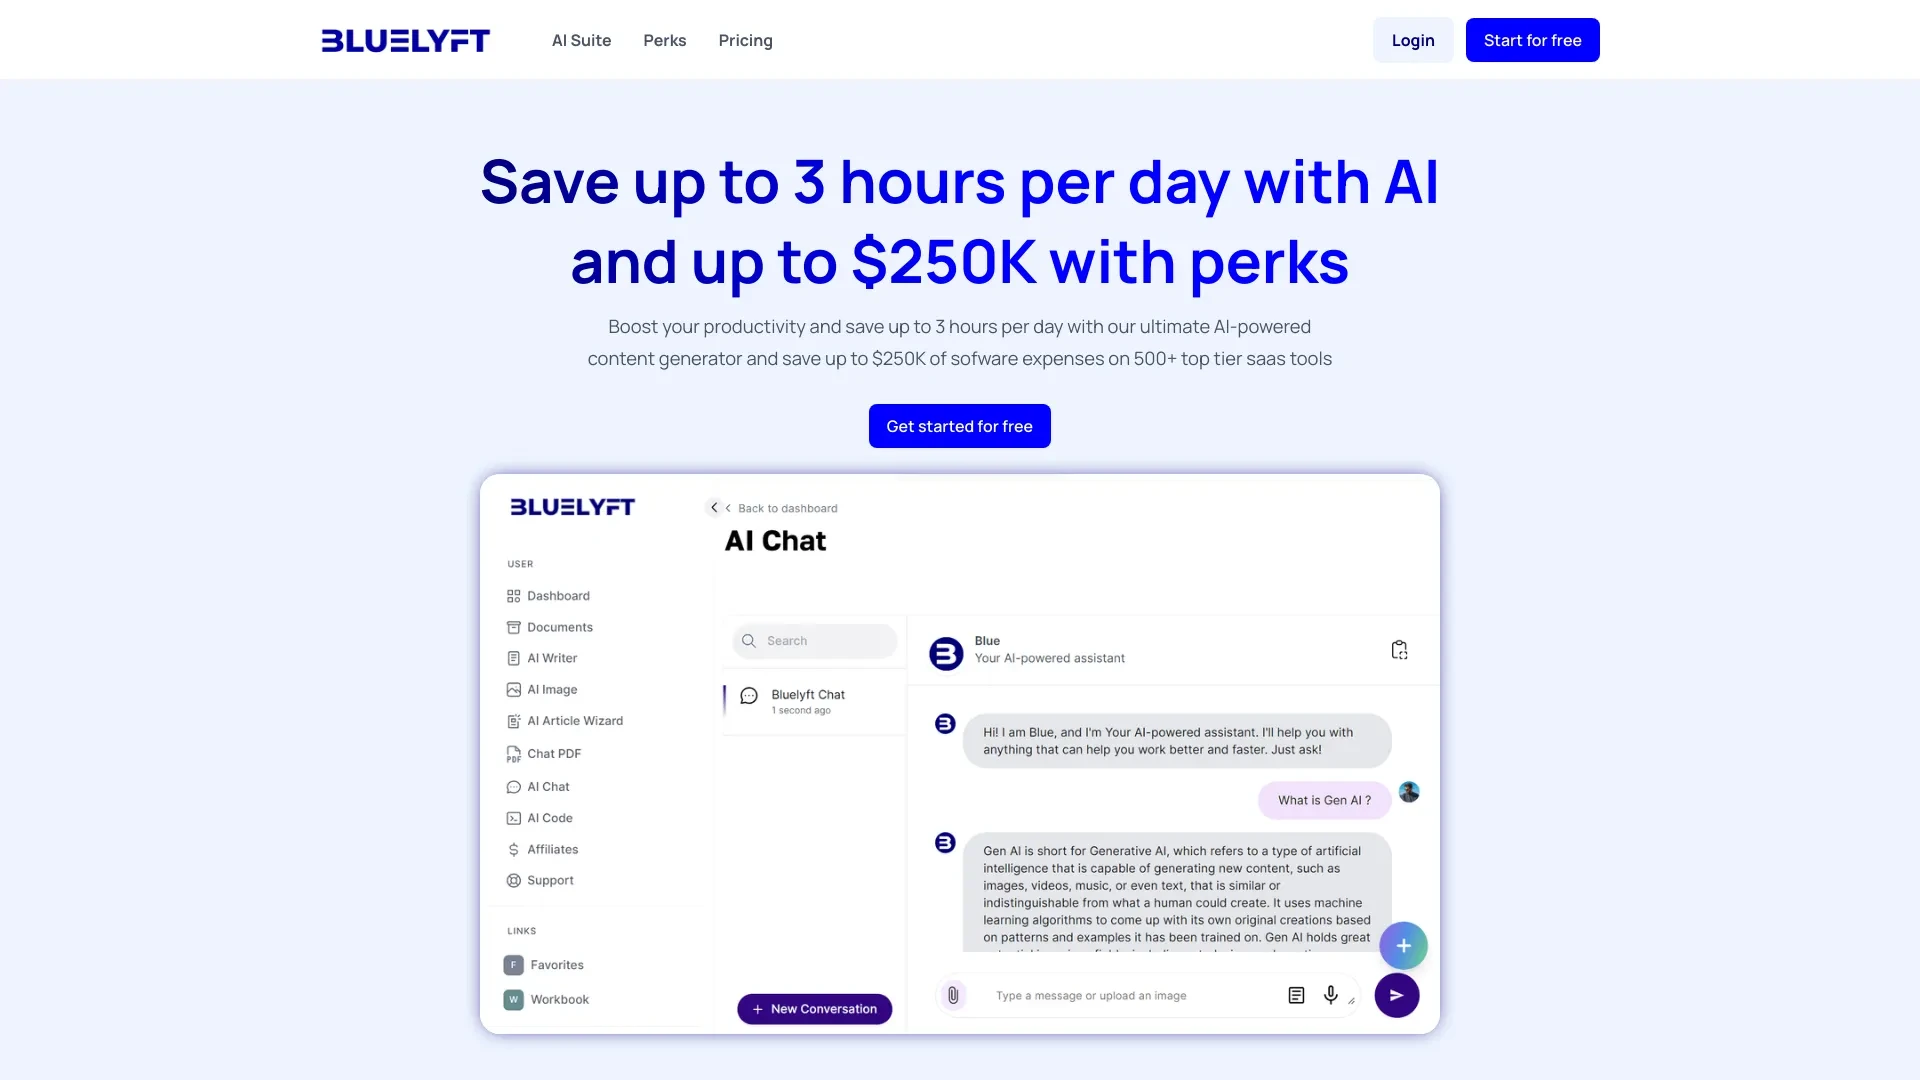 BLUELYFT
AI Suite
Perks
Pricing
Login
Start for free
Save up to 3 hours per day with AI
and up to $250K with perks
Boost your productivity and save up to 3 hours per day with our ultimate AI-powered
content generator and save up to $250K of sofware expenses on 500+ top tier saas tools
Get started for free
BLUELYFT
USER
Dashboard
Documents
AI Writer
AI Image
AI Article Wizard
Chat PDF
AI Chat
AI Code
Affiliates
Support
LINKS
F Favorites
W Workbook
Back to dashboard
AI Chat
Search
Bluelyft Chat
1 second ago
+ New Conversation
Blue
Your AI-powered assistant
Hi! I am Blue, and I'm Your AI-powered assistant. I'll help you with
anything that can help you work better and faster. Just ask!
What is Gen AI ?
Gen AI is short for Generative AI, which refers to a type of artificial
intelligence that is capable of generating new content, such as
images, videos, music, or even text, that is similar or
indistinguishable from what a human could create. It uses machine
learning algorithms to come up with its own original creations based
on patterns and examples it has been trained on. Gen AI holds great
Type a message or upload an image